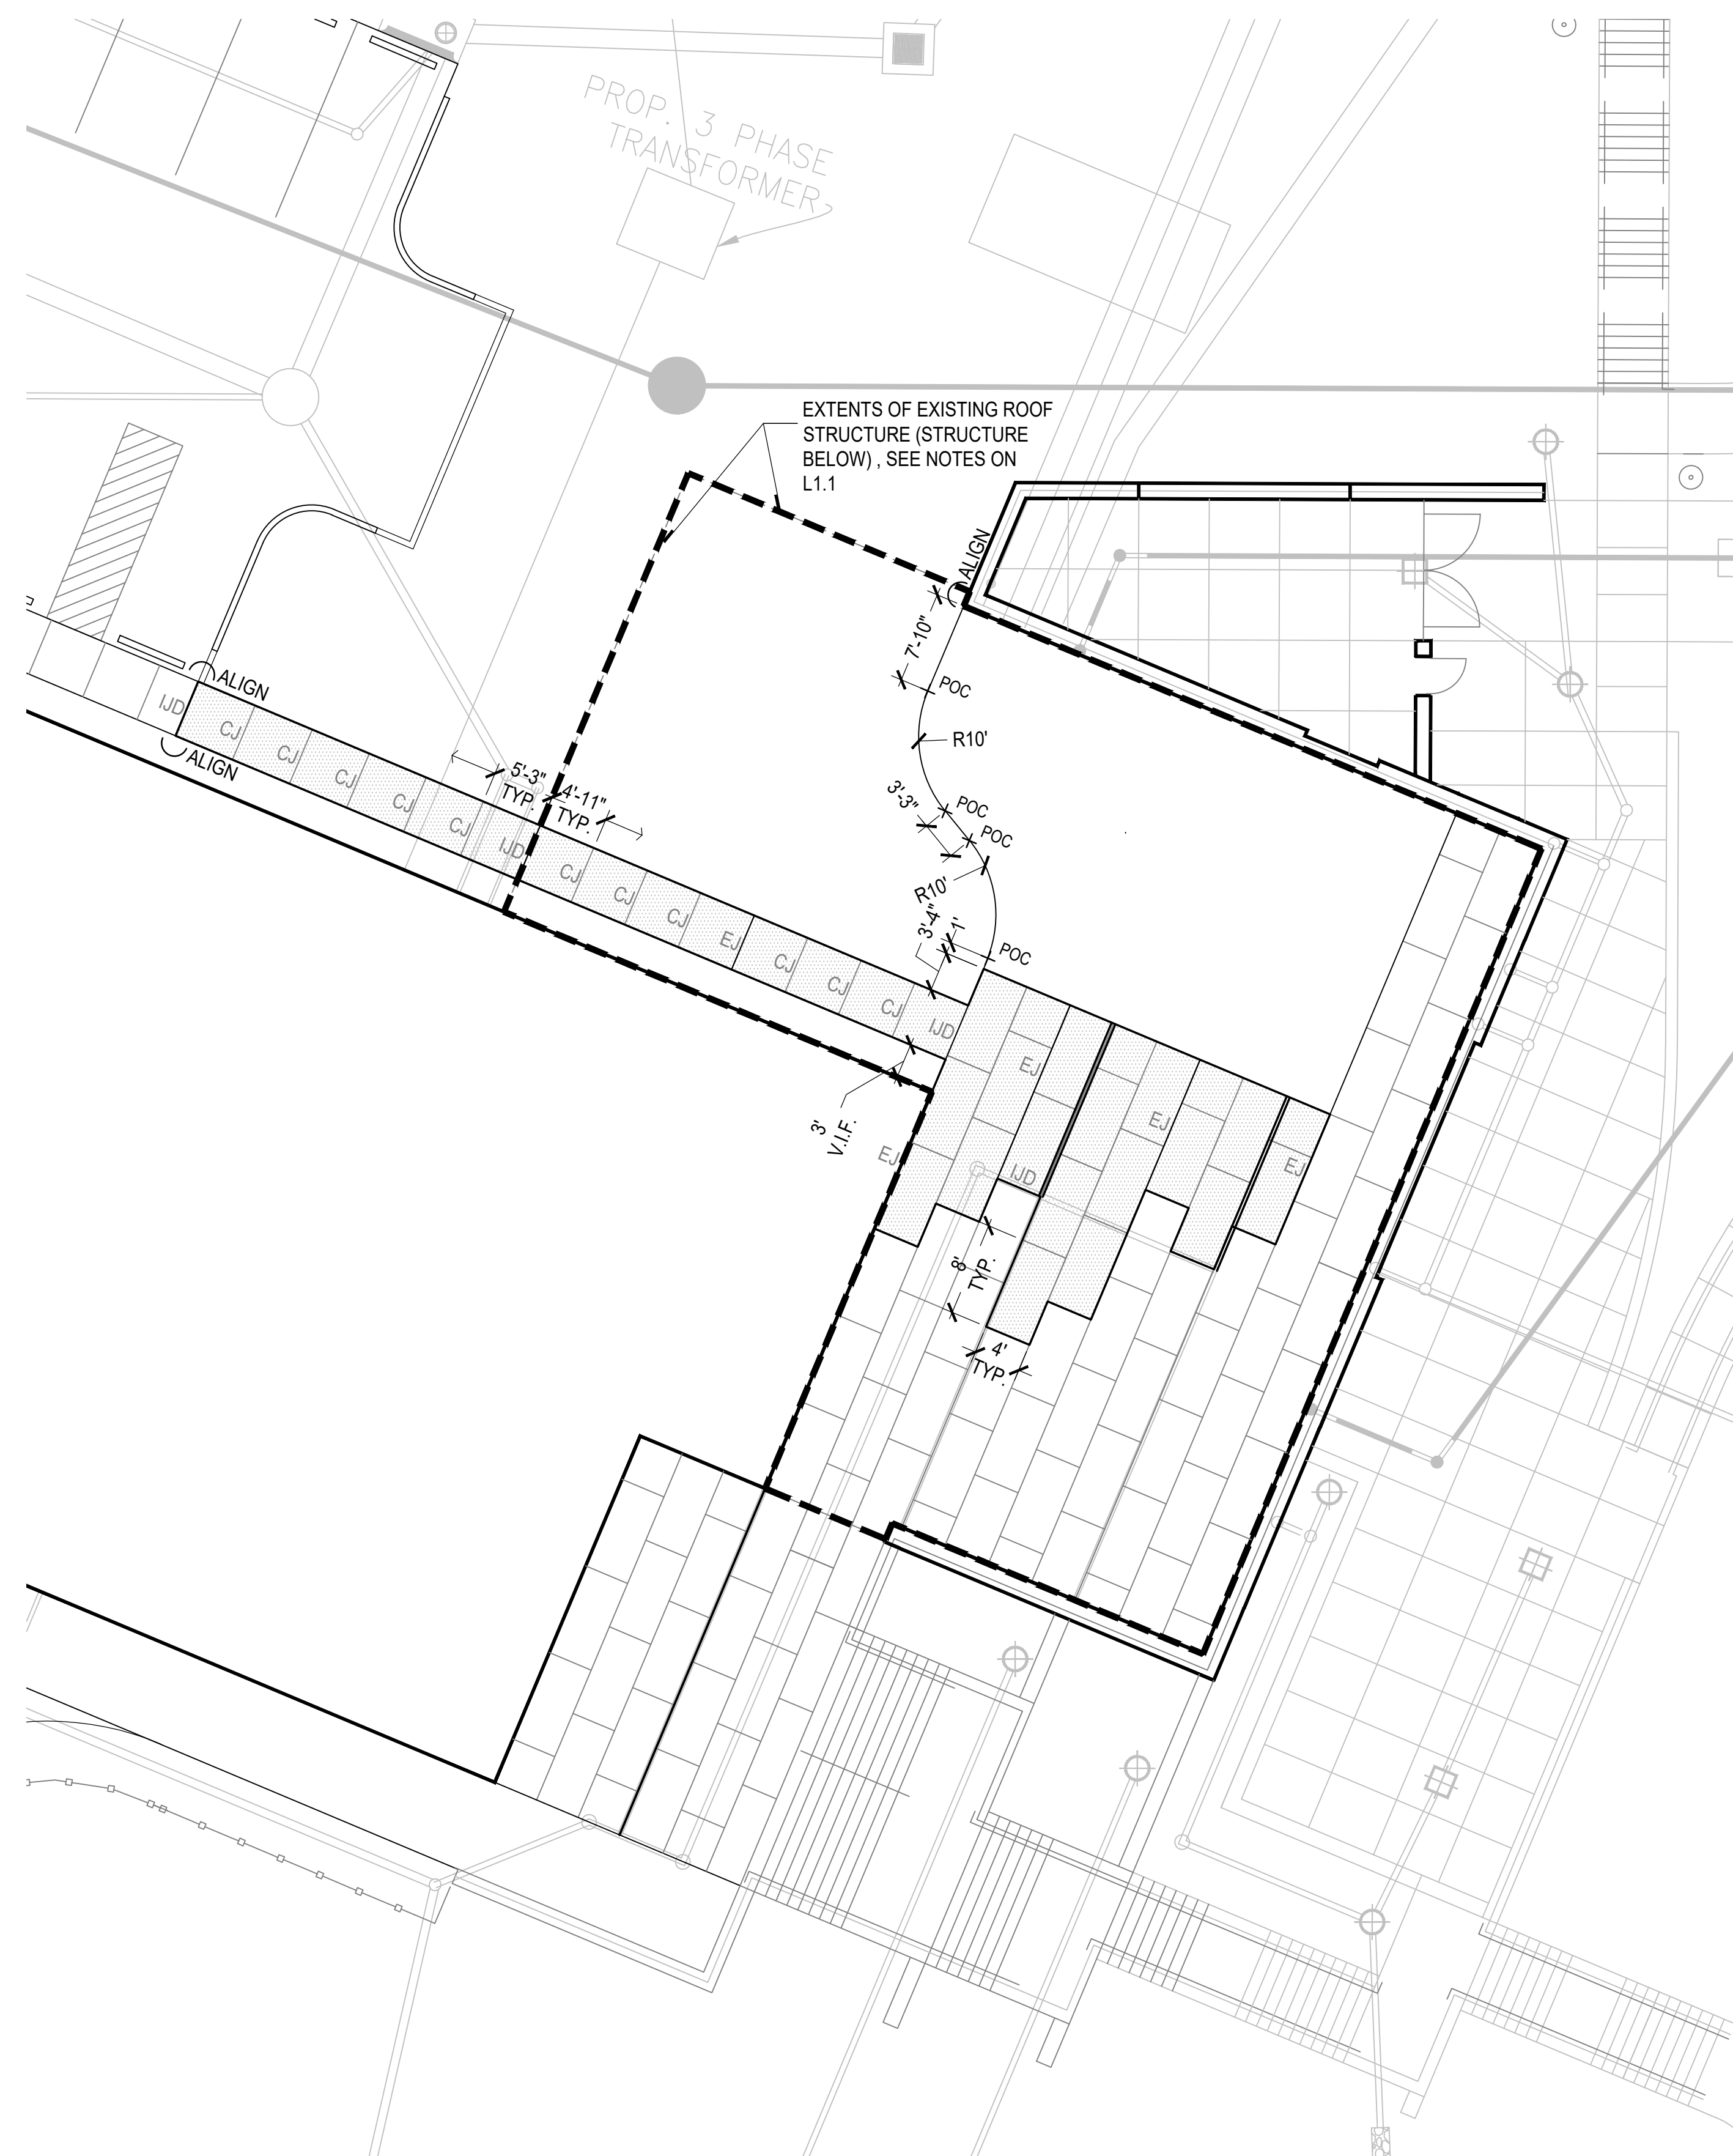 PROP. 3 PHASE
TRANSFORMER
EXTENTS OF EXISTING ROOF
STRUCTURE (STRUCTURE
BELOW) , SEE NOTES ON
L1.1
ALIGN
7'-10"
POC
R10'
ALIGN
IJD
CJ
ALIGN
CJ
CJ
CJ
CJ
5'-3"
TYP.
4'-11"
TYP.
3'-3"
POC
POC
R10'
IJD
CJ
CJ
CJ
EJ
CJ
CJ
CJ
IJD
3'-4"
1'
POC
EJ
EJ
EJ
EJ
IJD
3'
V.I.F.
8'
TYP.
4'
TYP.